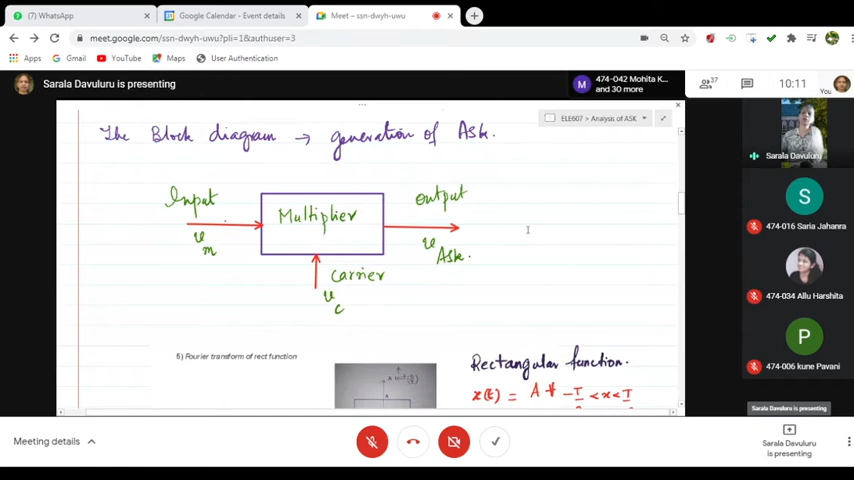 (7) WhatsApp
Google Calendar - Event details
Meet – ssn-dwyh-uwu
meet.google.com/ssn-dwyh-uwu?pli=1&authuser=3
Apps
Gmail
YouTube
Maps
User Authentication
Sarala Davuluru is presenting
M
474-042 Mohita K...
and 30 more
37
10:11
You
The Block diagram → generation of Ask.
ELE607 > Analysis of ASK
Input
output
Multiplier
Sarala Davuluru
v m
v Ask.
S
474-016 Saria Jahanra
Carrier
v c
474-034 Allu Harshita
5) Fourier transform of rect function
Rectangular function.
P
474-006 kune Pavani
A
x(t) = A ∀ -T/2 < x < T/2
Sarala Davuluru is presenting
Meeting details
Sarala Davuluru
is presenting